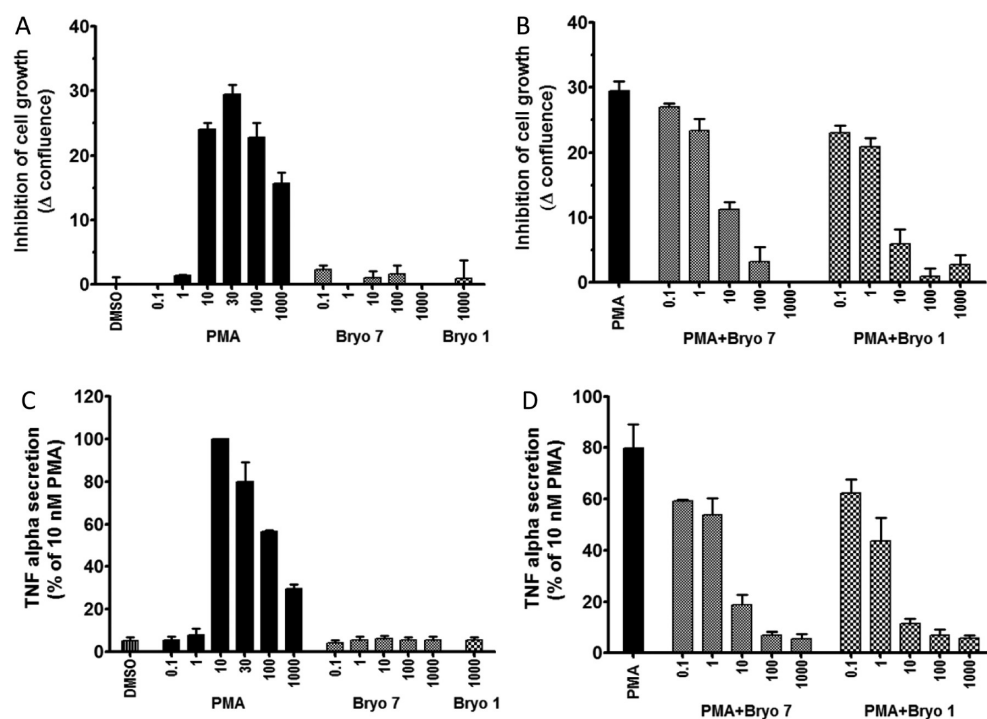 A
Inhibition of cell growth
(Δ confluence)
40
30
20
10
0
DMSO
0.1
1
10
30
100
1000
0.1
1
10
100
1000
1000
PMA
Bryo 7
Bryo 1
B
Inhibition of cell growth
(Δ confluence)
40
30
20
10
0
PMA
0.1
1
10
100
1000
0.1
1
10
100
1000
PMA+Bryo 7
PMA+Bryo 1
C
TNF alpha secretion
(% of 10 nM PMA)
120
100
80
60
40
20
0
DMSO
0.1
1
10
30
100
1000
0.1
1
10
100
1000
1000
PMA
Bryo 7
Bryo 1
D
TNF alpha secretion
(% of 10 nM PMA)
100
80
60
40
20
0
PMA
0.1
1
10
100
1000
0.1
1
10
100
1000
PMA+Bryo 7
PMA+Bryo 1